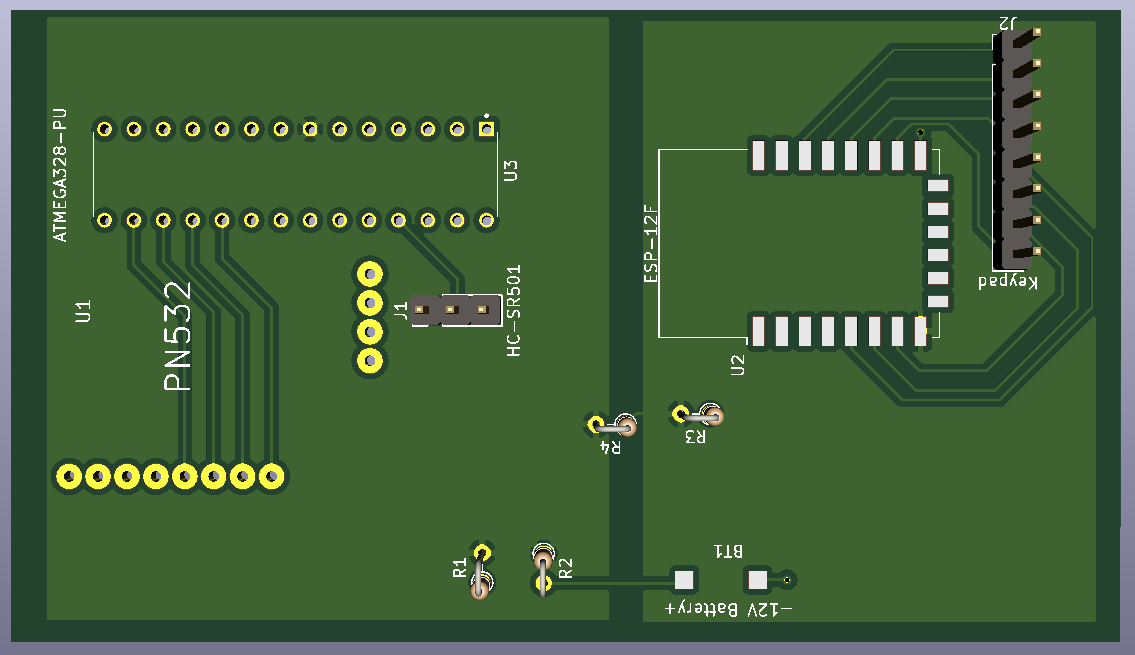 J2
ATMEGA328-PU
U3
ESP-12F
Keypad
U1
PN532
J1
HC-SR501
U2
R4
R3
R1
R2
BT1
-12V Battery+